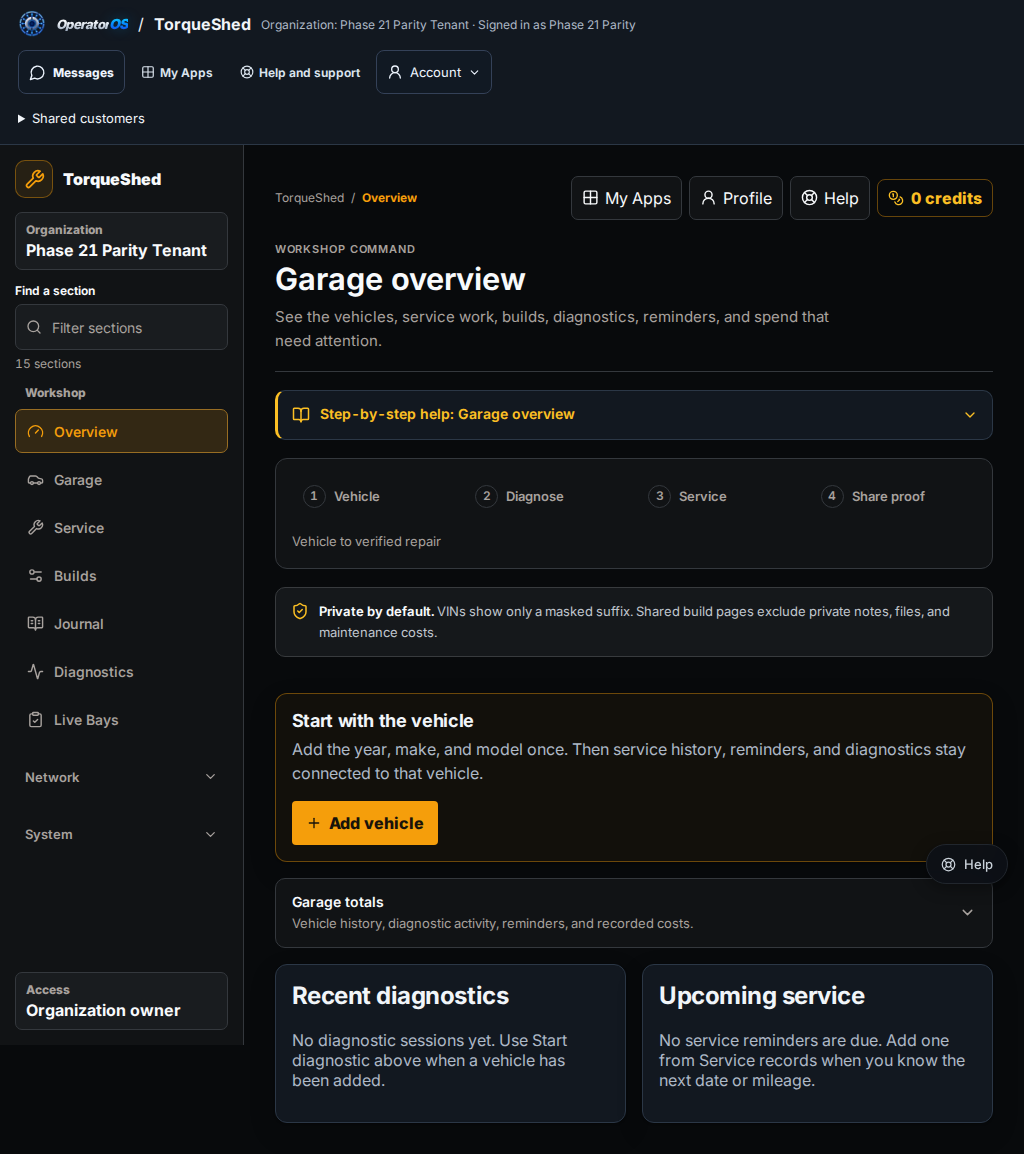 OperatorOS / TorqueShed Organization: Phase 21 Parity Tenant · Signed in as Phase 21 Parity
Messages My Apps Help and support Account
Shared customers
TorqueShed
Organization
Phase 21 Parity Tenant
Find a section
Filter sections
15 sections
Workshop
Overview
Garage
Service
Builds
Journal
Diagnostics
Live Bays
Network
System
Access
Organization owner
TorqueShed / Overview
My Apps Profile Help 0 credits
WORKSHOP COMMAND
Garage overview
See the vehicles, service work, builds, diagnostics, reminders, and spend that
need attention.
Step-by-step help: Garage overview
1 Vehicle 2 Diagnose 3 Service 4 Share proof
Vehicle to verified repair
Private by default. VINs show only a masked suffix. Shared build pages exclude private notes, files, and
maintenance costs.
Start with the vehicle
Add the year, make, and model once. Then service history, reminders, and diagnostics stay
connected to that vehicle.
+ Add vehicle
Help
Garage totals
Vehicle history, diagnostic activity, reminders, and recorded costs.
Recent diagnostics
No diagnostic sessions yet. Use Start
diagnostic above when a vehicle has
been added.
Upcoming service
No service reminders are due. Add one
from Service records when you know the
next date or mileage.